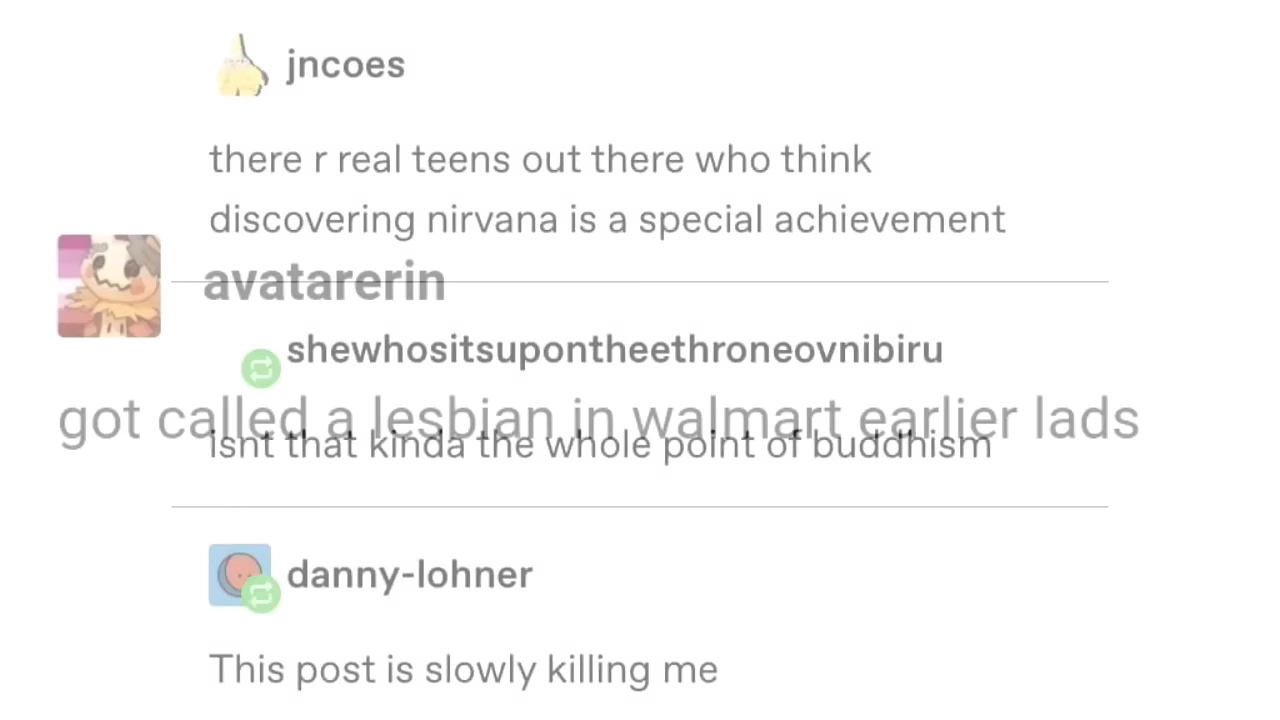 jncoes
there r real teens out there who think
discovering nirvana is a special achievement
avatarerin
shewhositsupontheethroneovnibiru
got called a lesbian in walmart earlier lads
isnt that kinda the whole point of buddhism
danny-lohner
This post is slowly killing me